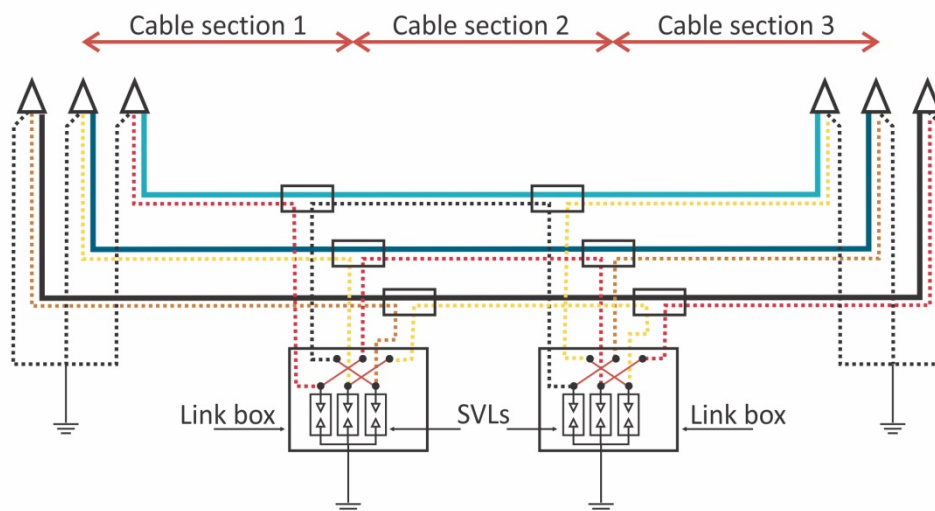 Cable section 1
Cable section 2
Cable section 3
Link box
SVLs
Link box